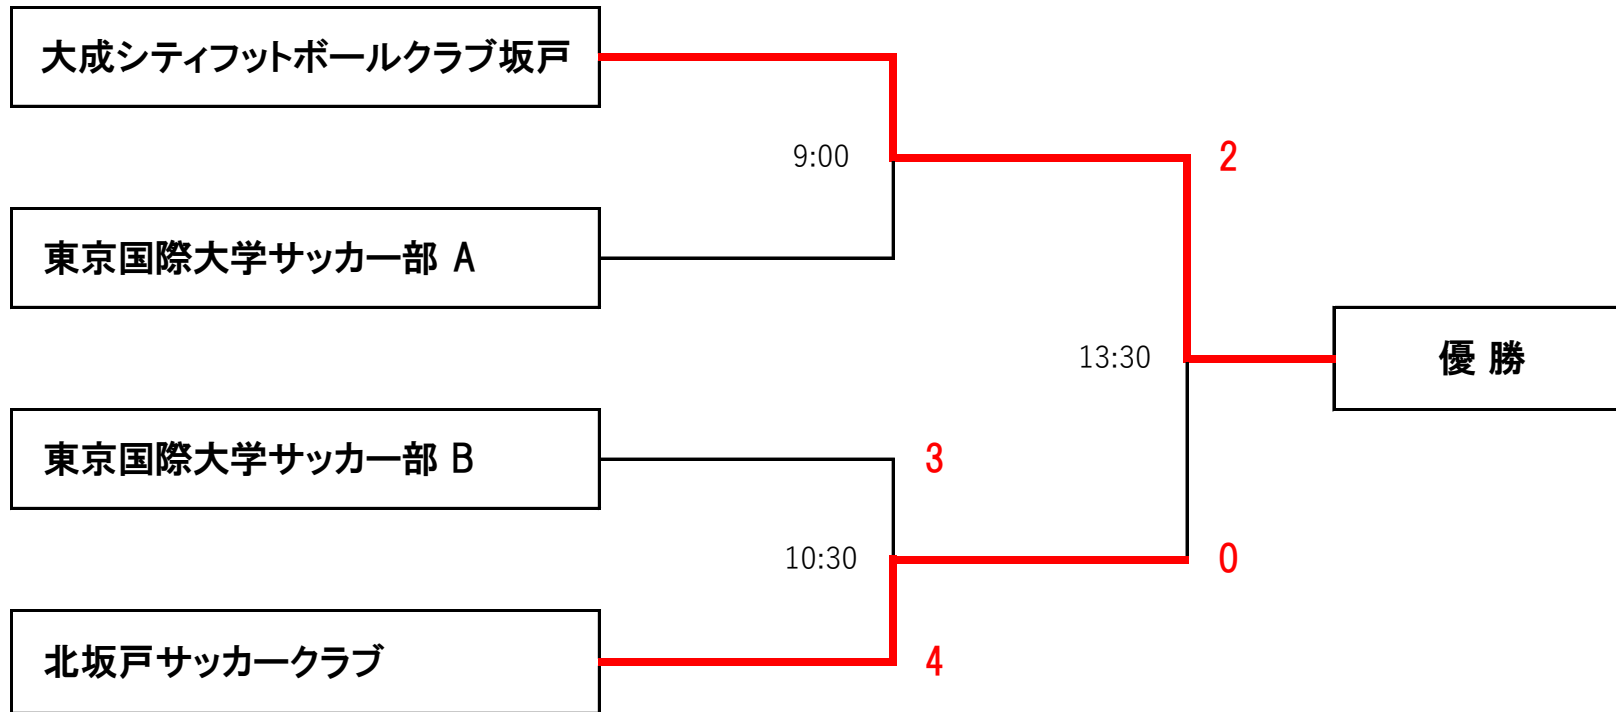 大成シティフットボールクラブ坂戸
9:00
2
東京国際大学サッカー部 A
13:30
優 勝
東京国際大学サッカー部 B
3
10:30
0
北坂戸サッカークラブ
4